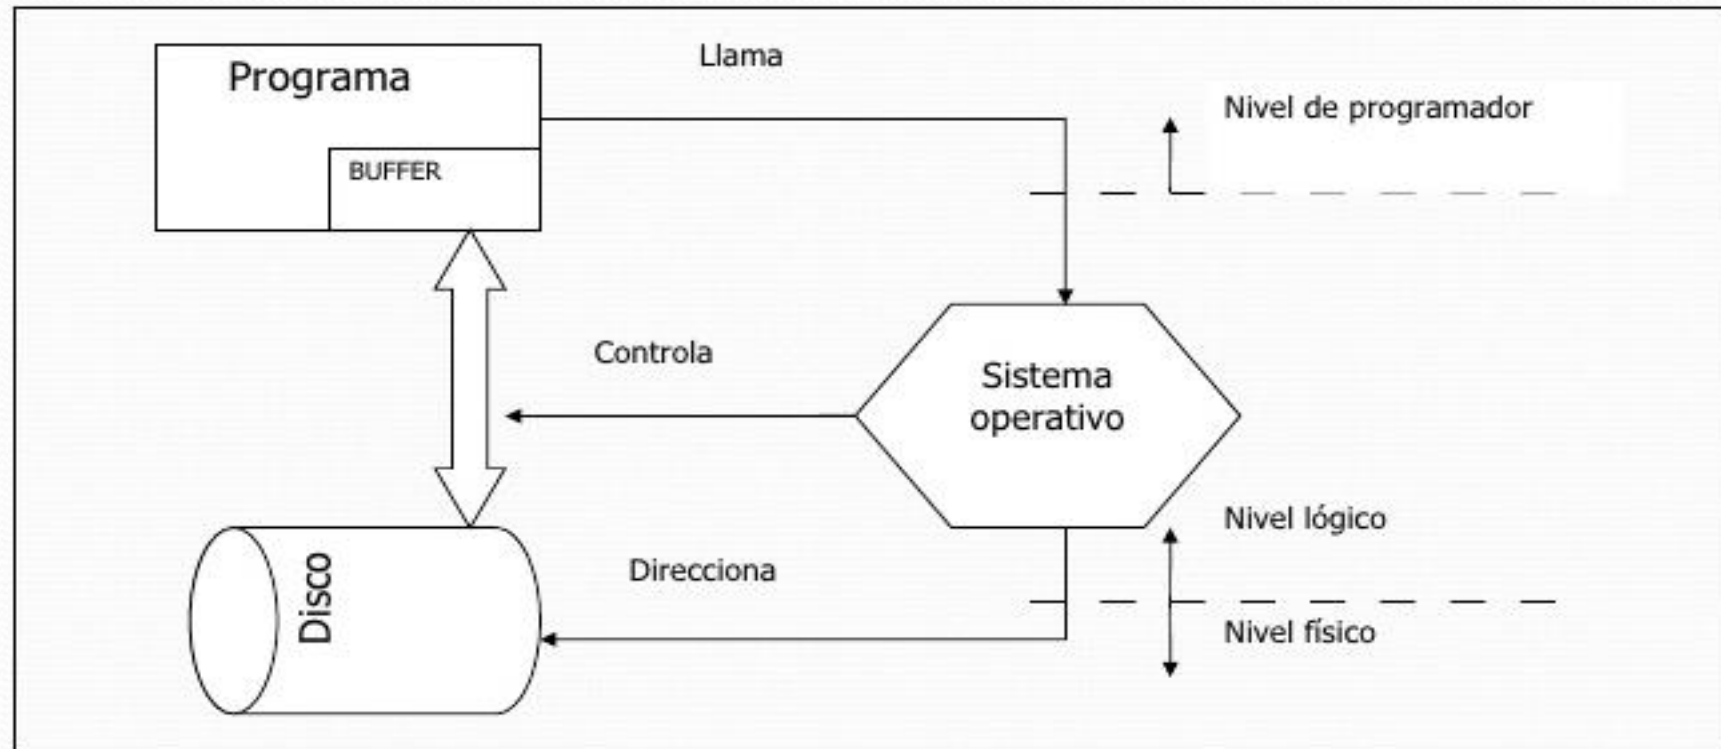 Programa
Llama
Nivel de programador
BUFFER
Controla
Sistema
operativo
Nivel lógico
Disco
Direcciona
Nivel físico